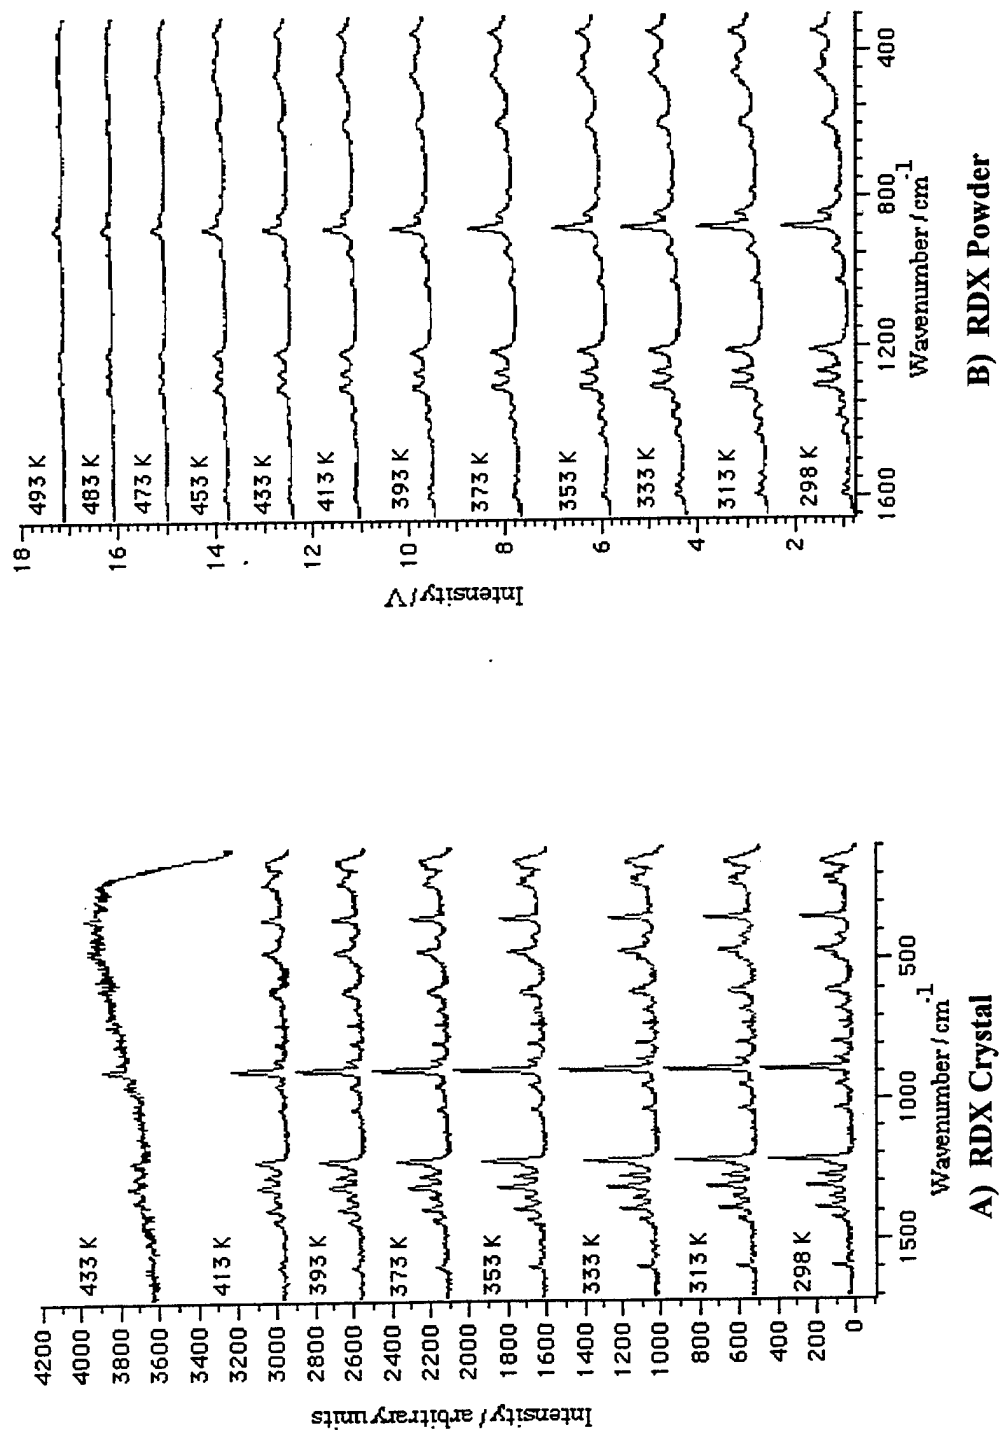 4200
4000
3800
3600
3400
3200
3000
2800
2600
2400
2200
2000
1800
1600
1400
1200
1000
800
600
400
200
0
Intensity / arbitrary units
433 K
413 K
393 K
373 K
353 K
333 K
313 K
298 K
1500
1000
500
Wavenumber / cm-1
A) RDX Crystal
18
16
14
12
10
8
6
4
2
Intensity / V
493 K
483 K
473 K
453 K
433 K
413 K
393 K
373 K
353 K
333 K
313 K
298 K
1600
1200
800
400
Wavenumber / cm-1
B) RDX Powder